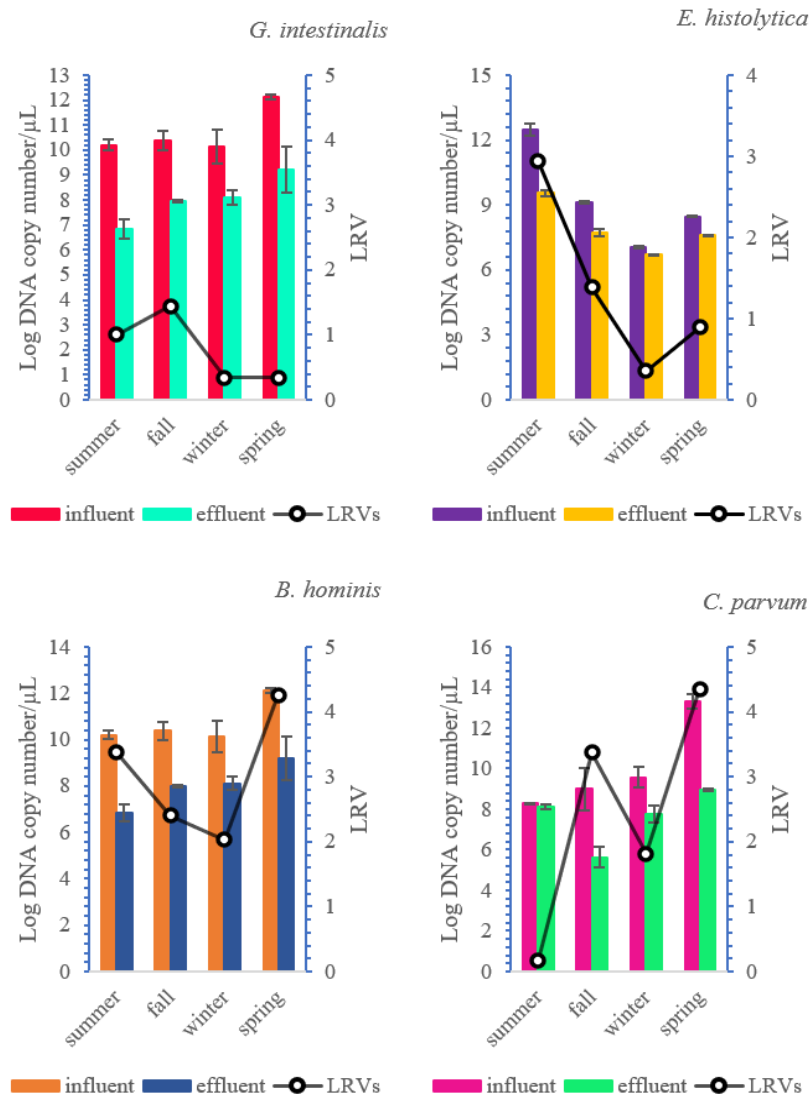 G. intestinalis
Log DNA copy number/µL
13
12
11
10
9
8
7
6
5
4
3
2
1
0
5
4
3
2
1
0
LRV
summer
fall
winter
spring
influent effluent LRVs
E. histolytica
Log DNA copy number/µL
15
12
9
6
3
0
4
3
2
1
0
LRV
summer
fall
winter
spring
influent effluent LRVs
B. hominis
Log DNA copy number/µL
14
12
10
8
6
4
2
0
5
4
3
2
1
0
LRV
summer
fall
winter
spring
influent effluent LRVs
C. parvum
Log DNA copy number/µL
16
14
12
10
8
6
4
2
0
5
4
3
2
1
0
LRV
summer
fall
winter
spring
influent effluent LRVs